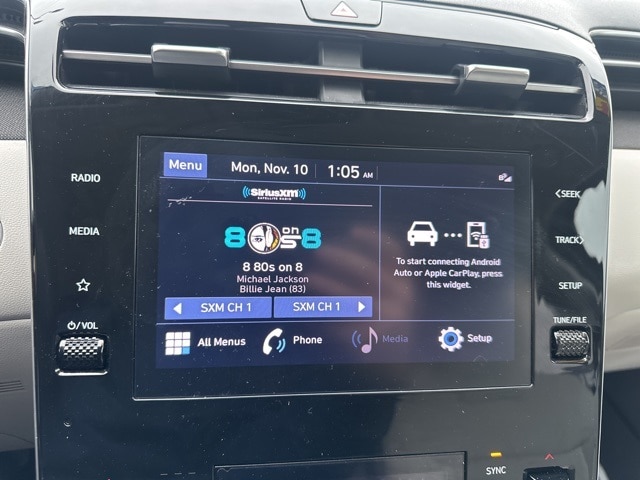 RADIO
MEDIA
VOL
Menu
Mon, Nov. 10
1:05 AM
SiriusXM
SATELLITE RADIO
80s on 8
8 80s on 8
Michael Jackson
Billie Jean (83)
SXM CH 1
SXM CH 1
To start connecting Android
Auto or Apple CarPlay, press
this widget.
All Menus
Phone
Media
Setup
SEEK
TRACK
SETUP
TUNE/FILE
SYNC